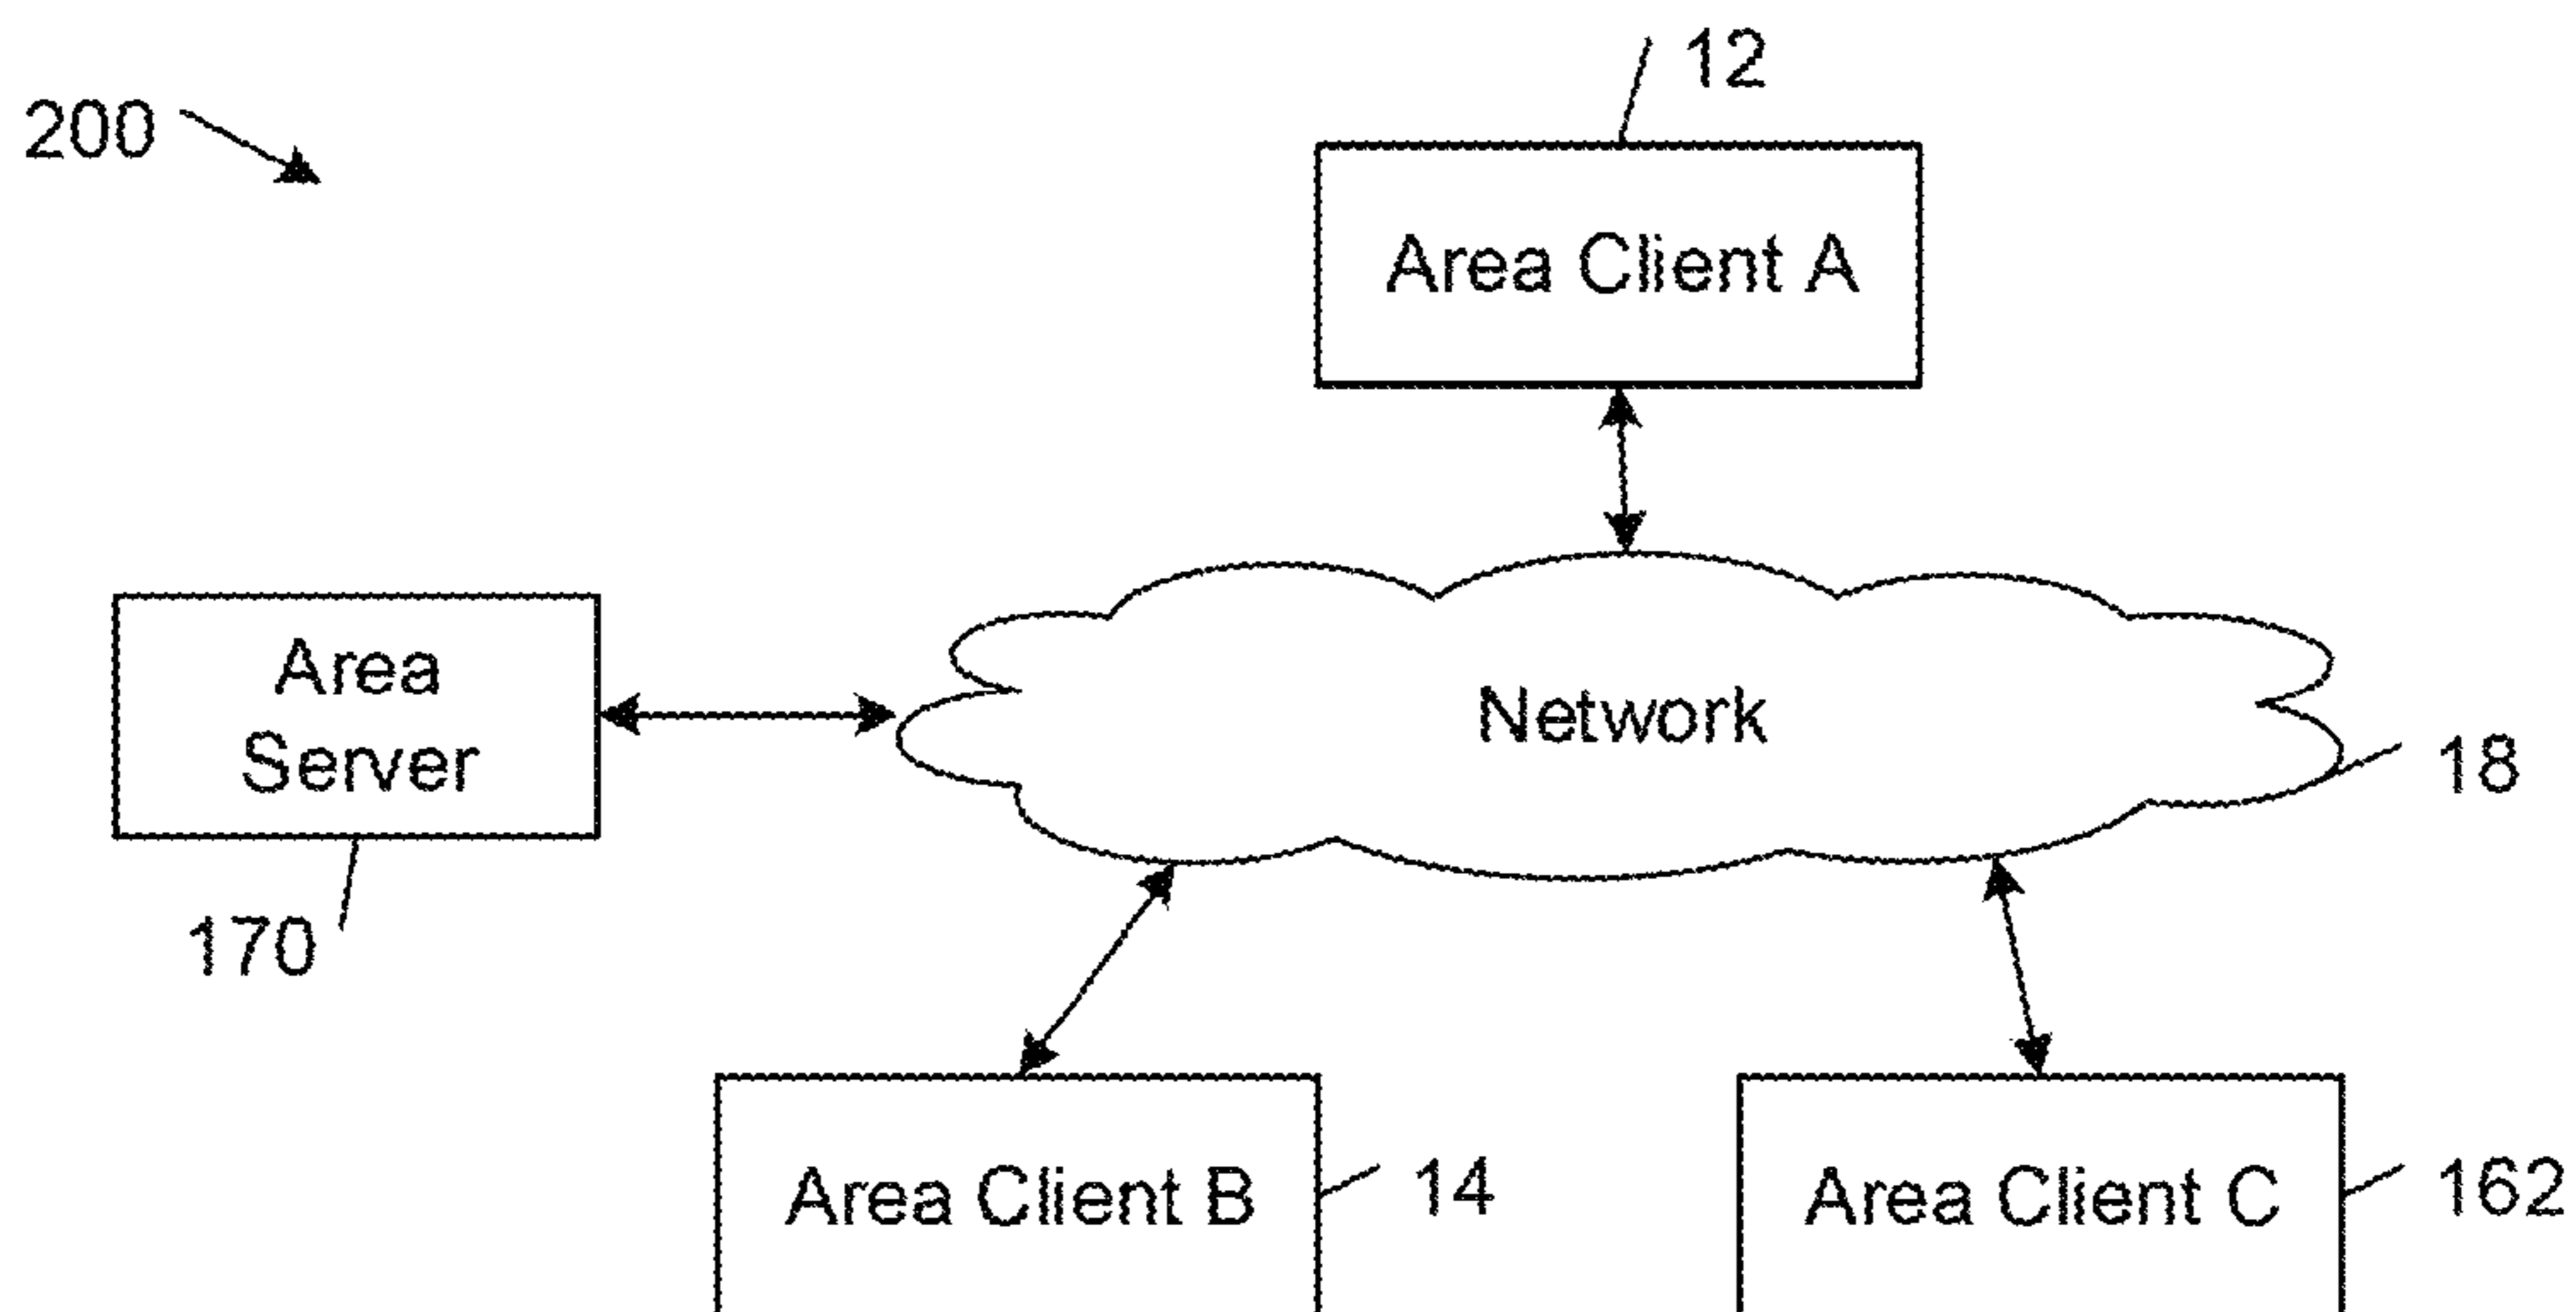 12
200
Area Client A
Area
Server
Network
18
170
Area Client B
14
Area Client C
162